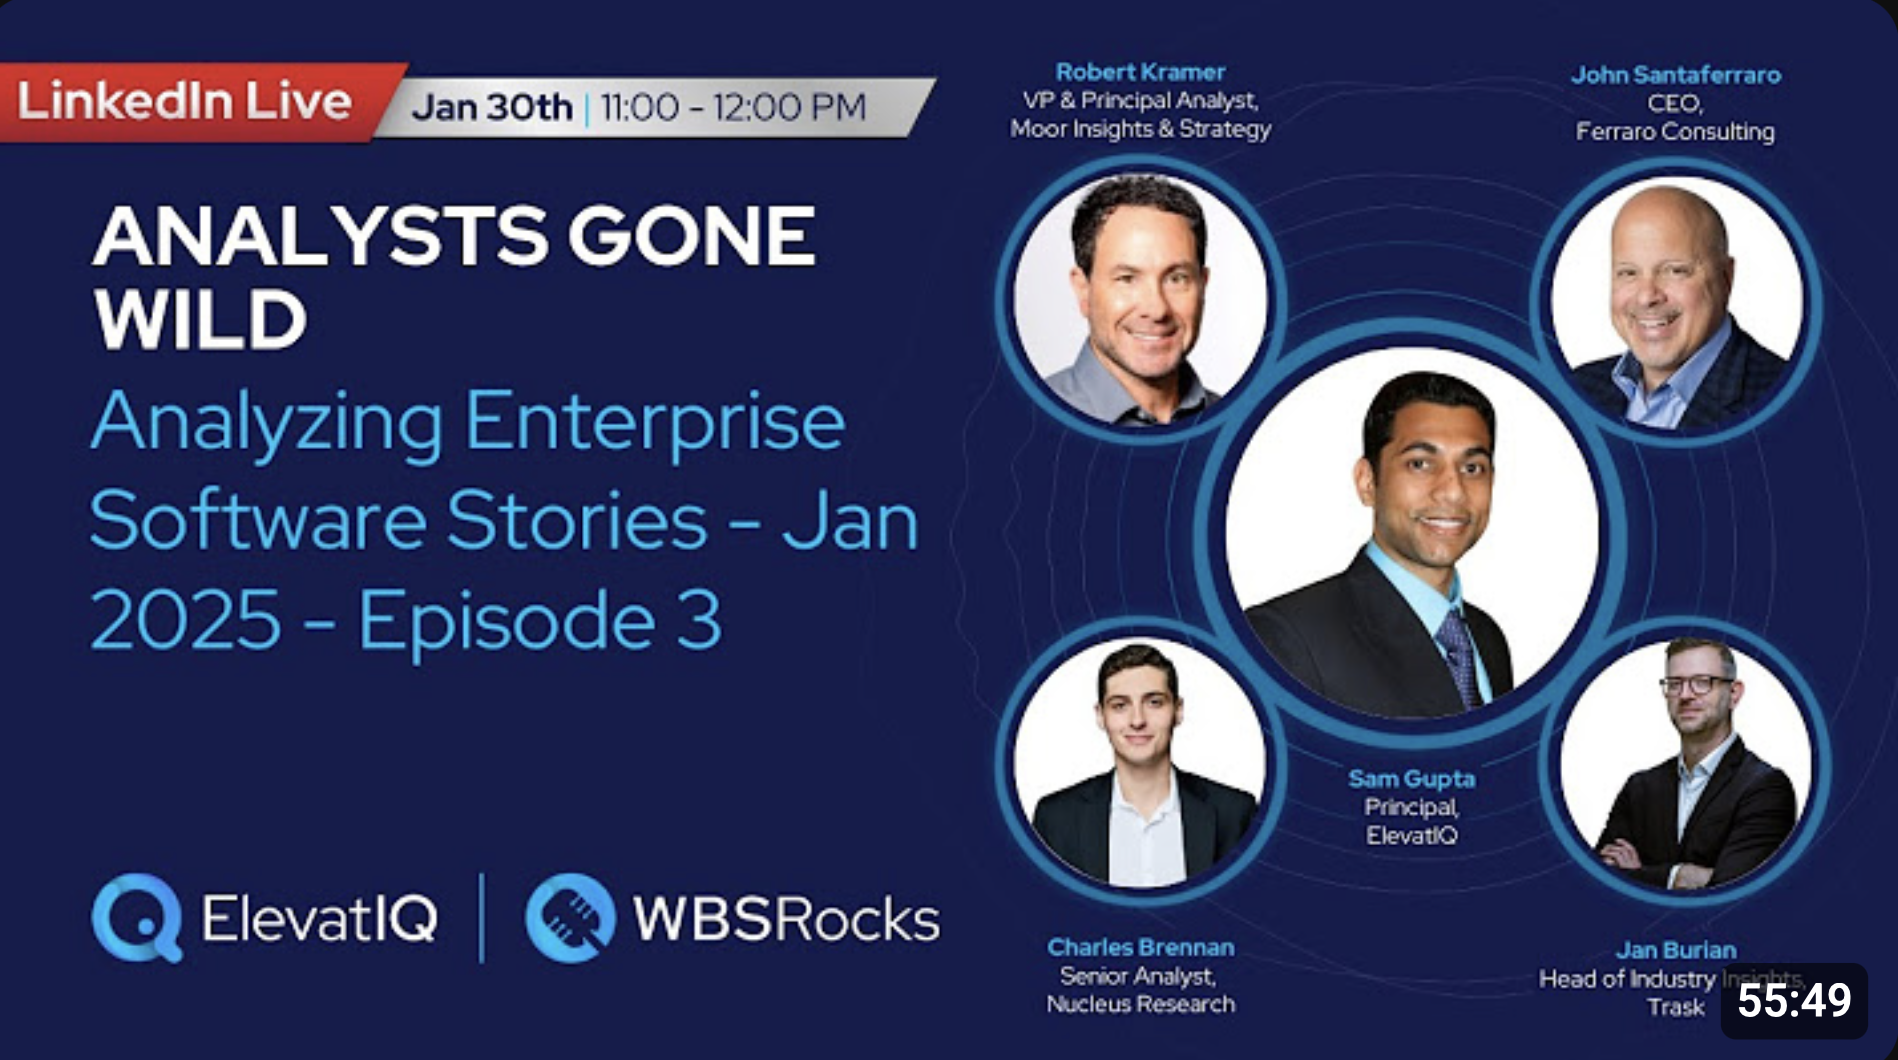 LinkedIn Live
Jan 30th | 11:00 - 12:00 PM
ANALYSTS GONE
WILD
Analyzing Enterprise
Software Stories - Jan
2025 - Episode 3
ElevatIQ | WBSRocks
Robert Kramer
VP & Principal Analyst,
Moor Insights & Strategy
John Santaferraro
CEO,
Ferraro Consulting
Sam Gupta
Principal,
ElevatIQ
Charles Brennan
Senior Analyst,
Nucleus Research
Jan Burian
Head of Industry Insights,
Trask
55:49